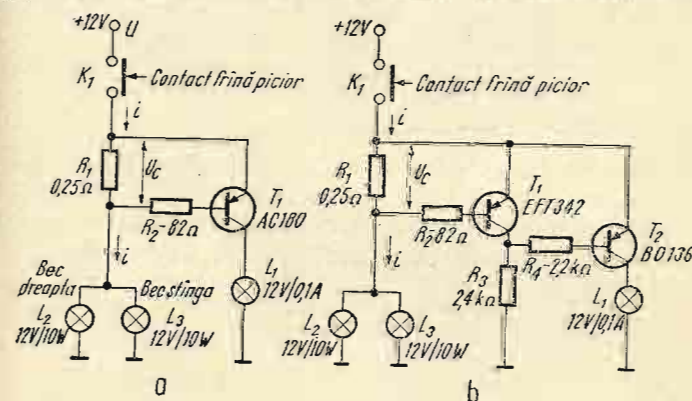 +12V U
K₁
Contact frînă picior
i
R₁
0,25Ω
U_C
R₂-82Ω
T₁
AC180
i
Bec
dreapta
Bec stînga
L₂
12V/10W
L₃
12V/10W
L₁
12V/0,1A
a
+12V
K₁
Contact frînă picior
i
R₁
0,25Ω
U_C
R₂-82Ω
T₁
EFT342
T₂
BD136
R₃
2,4kΩ
R₄-2,2kΩ
i
L₂
12V/10W
L₃
12V/10W
L₁
12V/0,1A
b